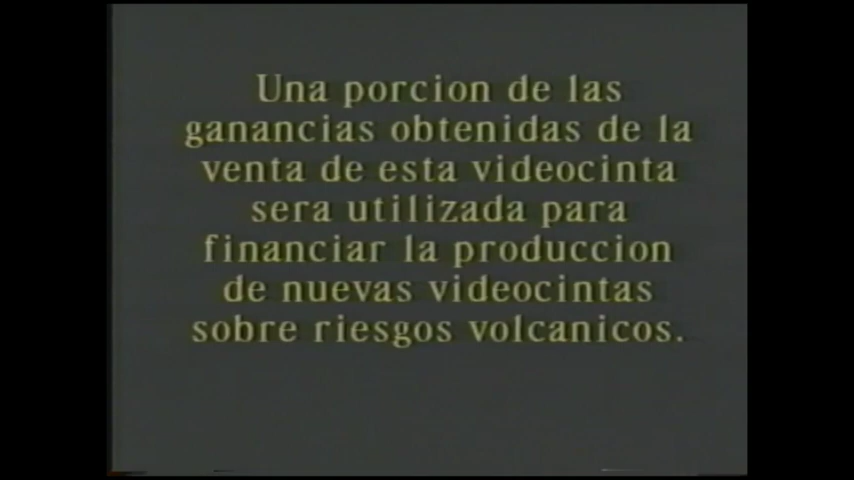 Una porcion de las
ganancias obtenidas de la
venta de esta videocinta
sera utilizada para
financiar la produccion
de nuevas videocintas
sobre riesgos volcanicos.